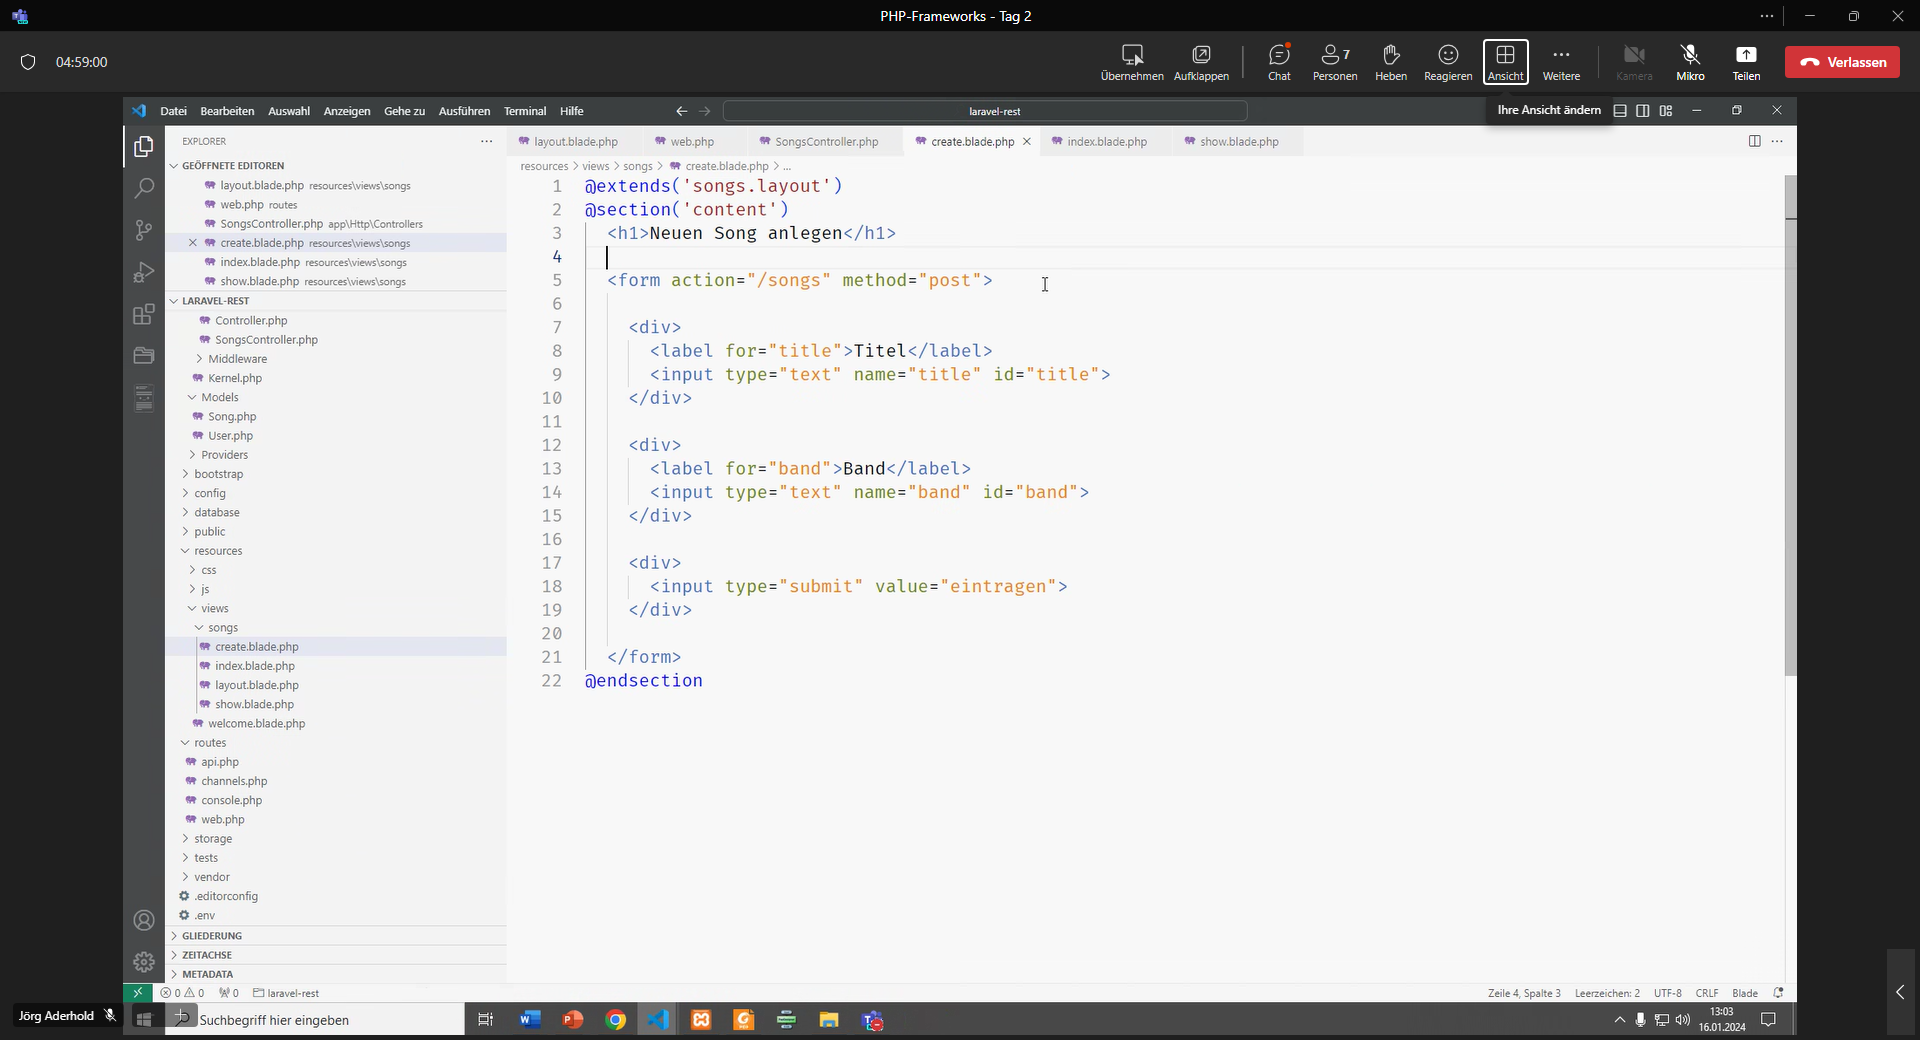 PHP-Frameworks - Tag 2
04:59:00
Übernehmen
Aufklappen
Chat
7
Personen
Heben
Reagieren
Ansicht
Weitere
Kamera
Mikro
Teilen
Verlassen
Datei Bearbeiten Auswahl Anzeigen Gehe zu Ausführen Terminal Hilfe
laravel-rest
Ihre Ansicht ändern
EXPLORER
GEÖFFNETE EDITOREN
layout.blade.php resources\views\songs
web.php routes
SongsController.php app\Http\Controllers
create.blade.php resources\views\songs
index.blade.php resources\views\songs
show.blade.php resources\views\songs
LARAVEL-REST
Controller.php
SongsController.php
Middleware
Kernel.php
Models
Song.php
User.php
Providers
bootstrap
config
database
public
resources
css
js
views
songs
create.blade.php
index.blade.php
layout.blade.php
show.blade.php
welcome.blade.php
routes
api.php
channels.php
console.php
web.php
storage
tests
vendor
.editorconfig
.env
GLIEDERUNG
ZEITACHSE
METADATA
layout.blade.php web.php SongsController.php create.blade.php index.blade.php show.blade.php
resources > views > songs > create.blade.php > ...
1 @extends('songs.layout')
2 @section('content')
3 <h1>Neuen Song anlegen</h1>
4
5 <form action="/songs" method="post">
6
7 <div>
8 <label for="title">Titel</label>
9 <input type="text" name="title" id="title">
10 </div>
11
12 <div>
13 <label for="band">Band</label>
14 <input type="text" name="band" id="band">
15 </div>
16
17 <div>
18 <input type="submit" value="eintragen">
19 </div>
20
21 </form>
22 @endsection
0 0 0 laravel-rest
Zeile 4, Spalte 3 Leerzeichen: 2 UTF-8 CRLF Blade
Jörg Aderhold
Suchbegriff hier eingeben
13:03
16.01.2024